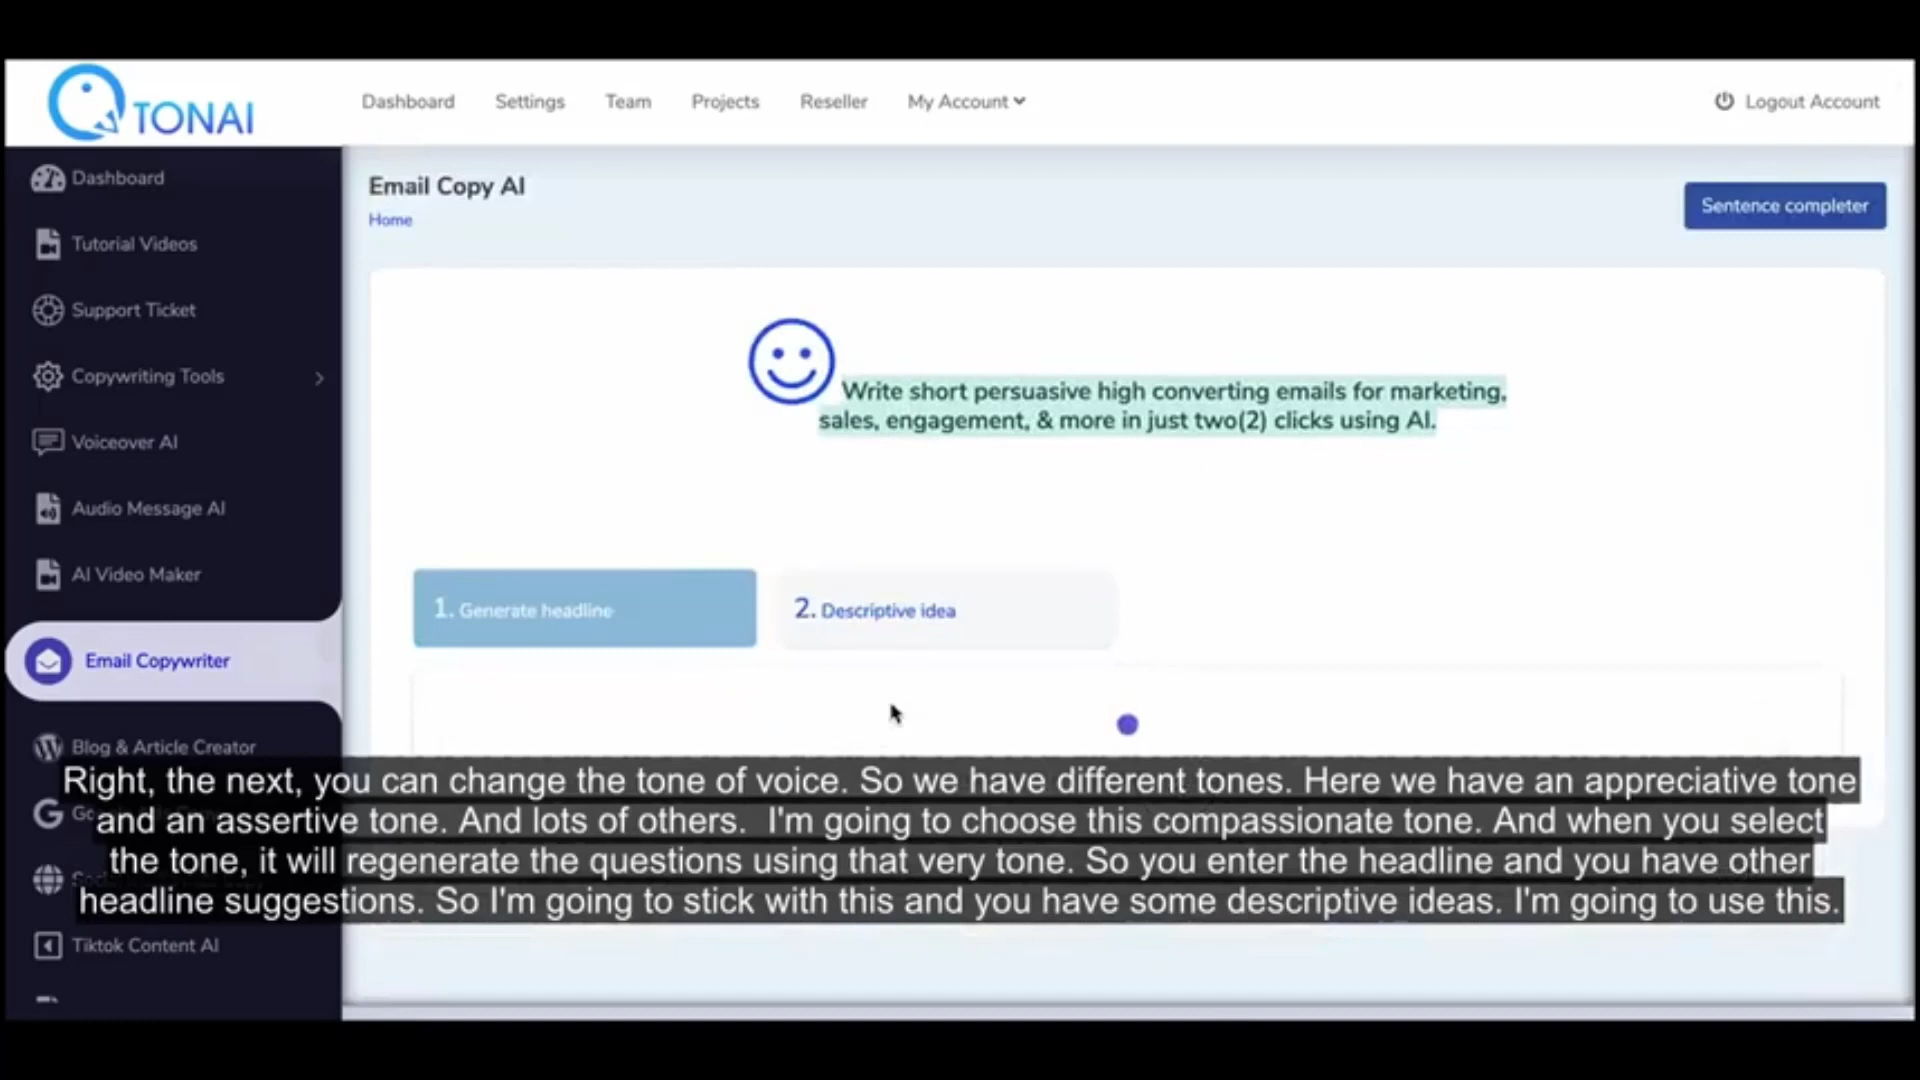 TONAI
Dashboard
Settings
Team
Projects
Reseller
My Account
Logout Account
Dashboard
Tutorial Videos
Support Ticket
Copywriting Tools
Voiceover AI
Audio Message AI
AI Video Maker
Email Copywriter
Blog & Article Creator
Tiktok Content AI
Email Copy AI
Home
Sentence completer
Write short persuasive high converting emails for marketing,
sales, engagement, & more in just two(2) clicks using AI.
1. Generate headline
2. Descriptive idea
Right, the next, you can change the tone of voice. So we have different tones. Here we have an appreciative tone
and an assertive tone. And lots of others. I'm going to choose this compassionate tone. And when you select
the tone, it will regenerate the questions using that very tone. So you enter the headline and you have other
headline suggestions. So I'm going to stick with this and you have some descriptive ideas. I'm going to use this.